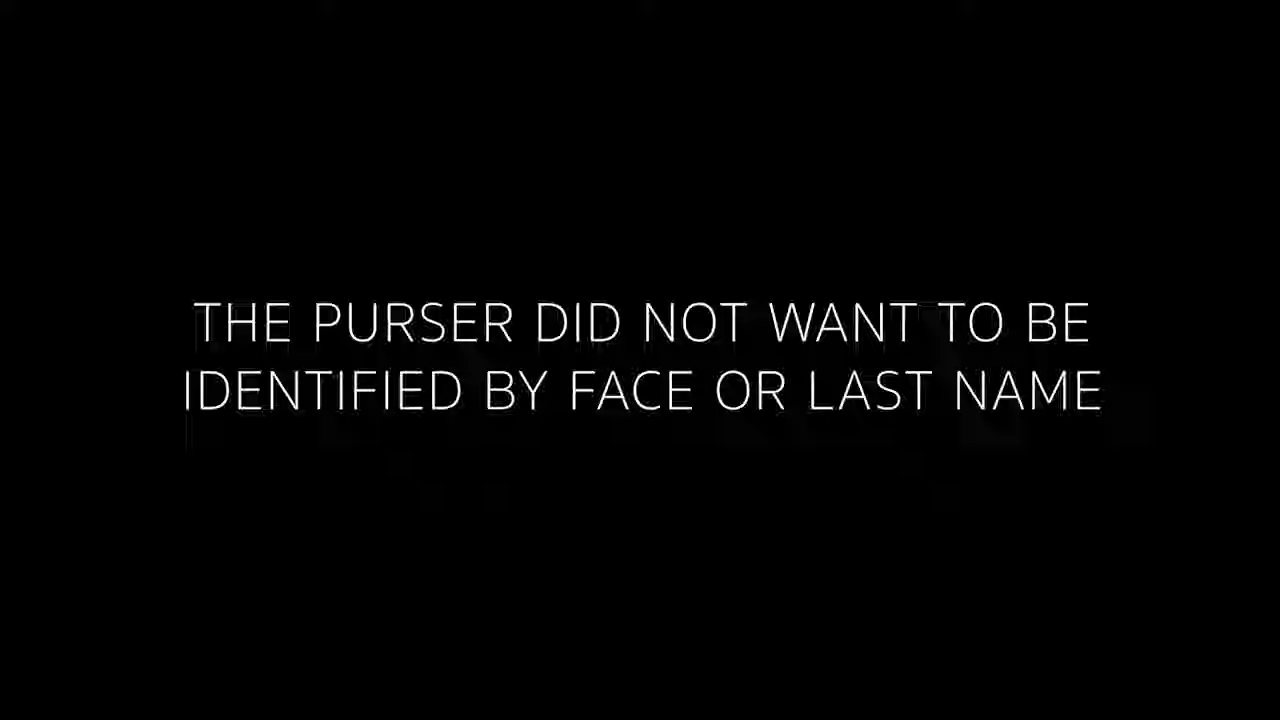 THE PURSER DID NOT WANT TO BE
IDENTIFIED BY FACE OR LAST NAME